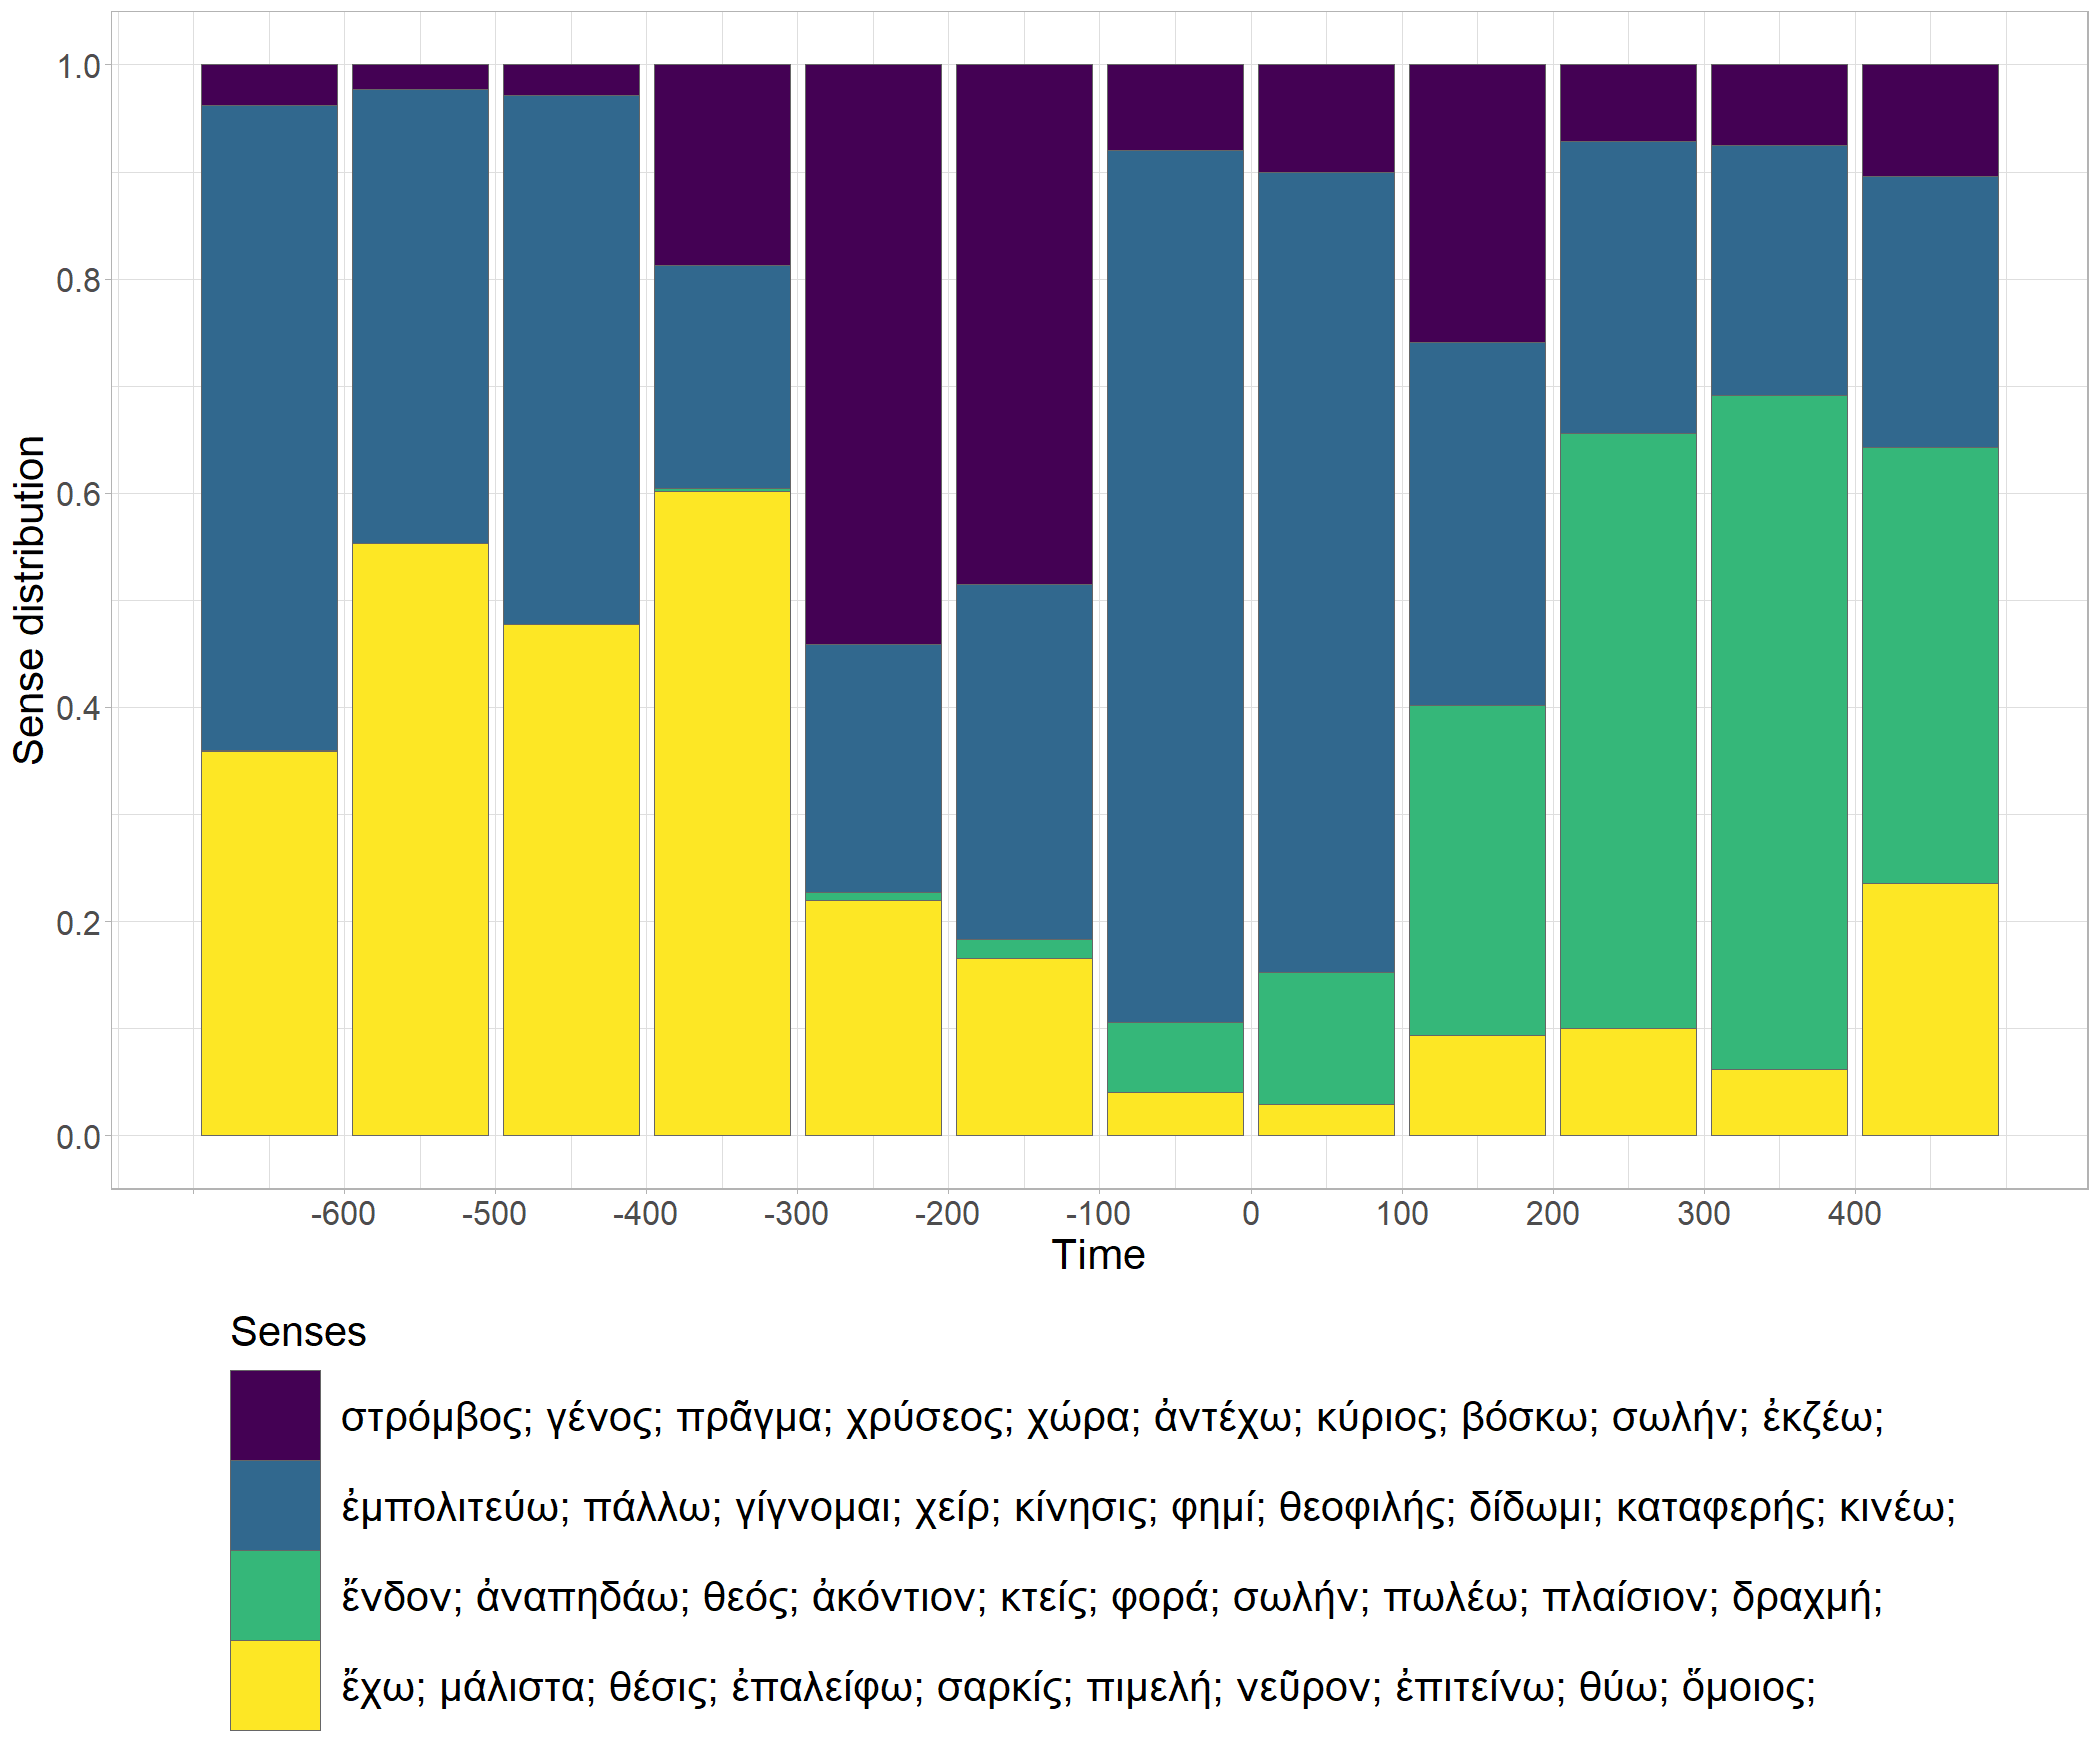 1.0
0.8
0.6
0.4
0.2
0.0
Sense distribution
-600 -500 -400 -300 -200 -100 0 100 200 300 400
Time
Senses
στρόμβος; γένος; πρᾶγμα; χρύσεος; χώρα; ἀντέχω; κύριος; βόσκω; σωλήν; ἐκζέω;
ἐμπολιτεύω; πάλλω; γίγνομαι; χείρ; κίνησις; φημί; θεοφιλής; δίδωμι; καταφερής; κινέω;
ἔνδον; ἀναπηδάω; θεός; ἀκόντιον; κτείς; φορά; σωλήν; πωλέω; πλαίσιον; δραχμή;
ἔχω; μάλιστα; θέσις; ἐπαλείφω; σαρκίς; πιμελή; νεῦρον; ἐπιτείνω; θύω; ὅμοιος;